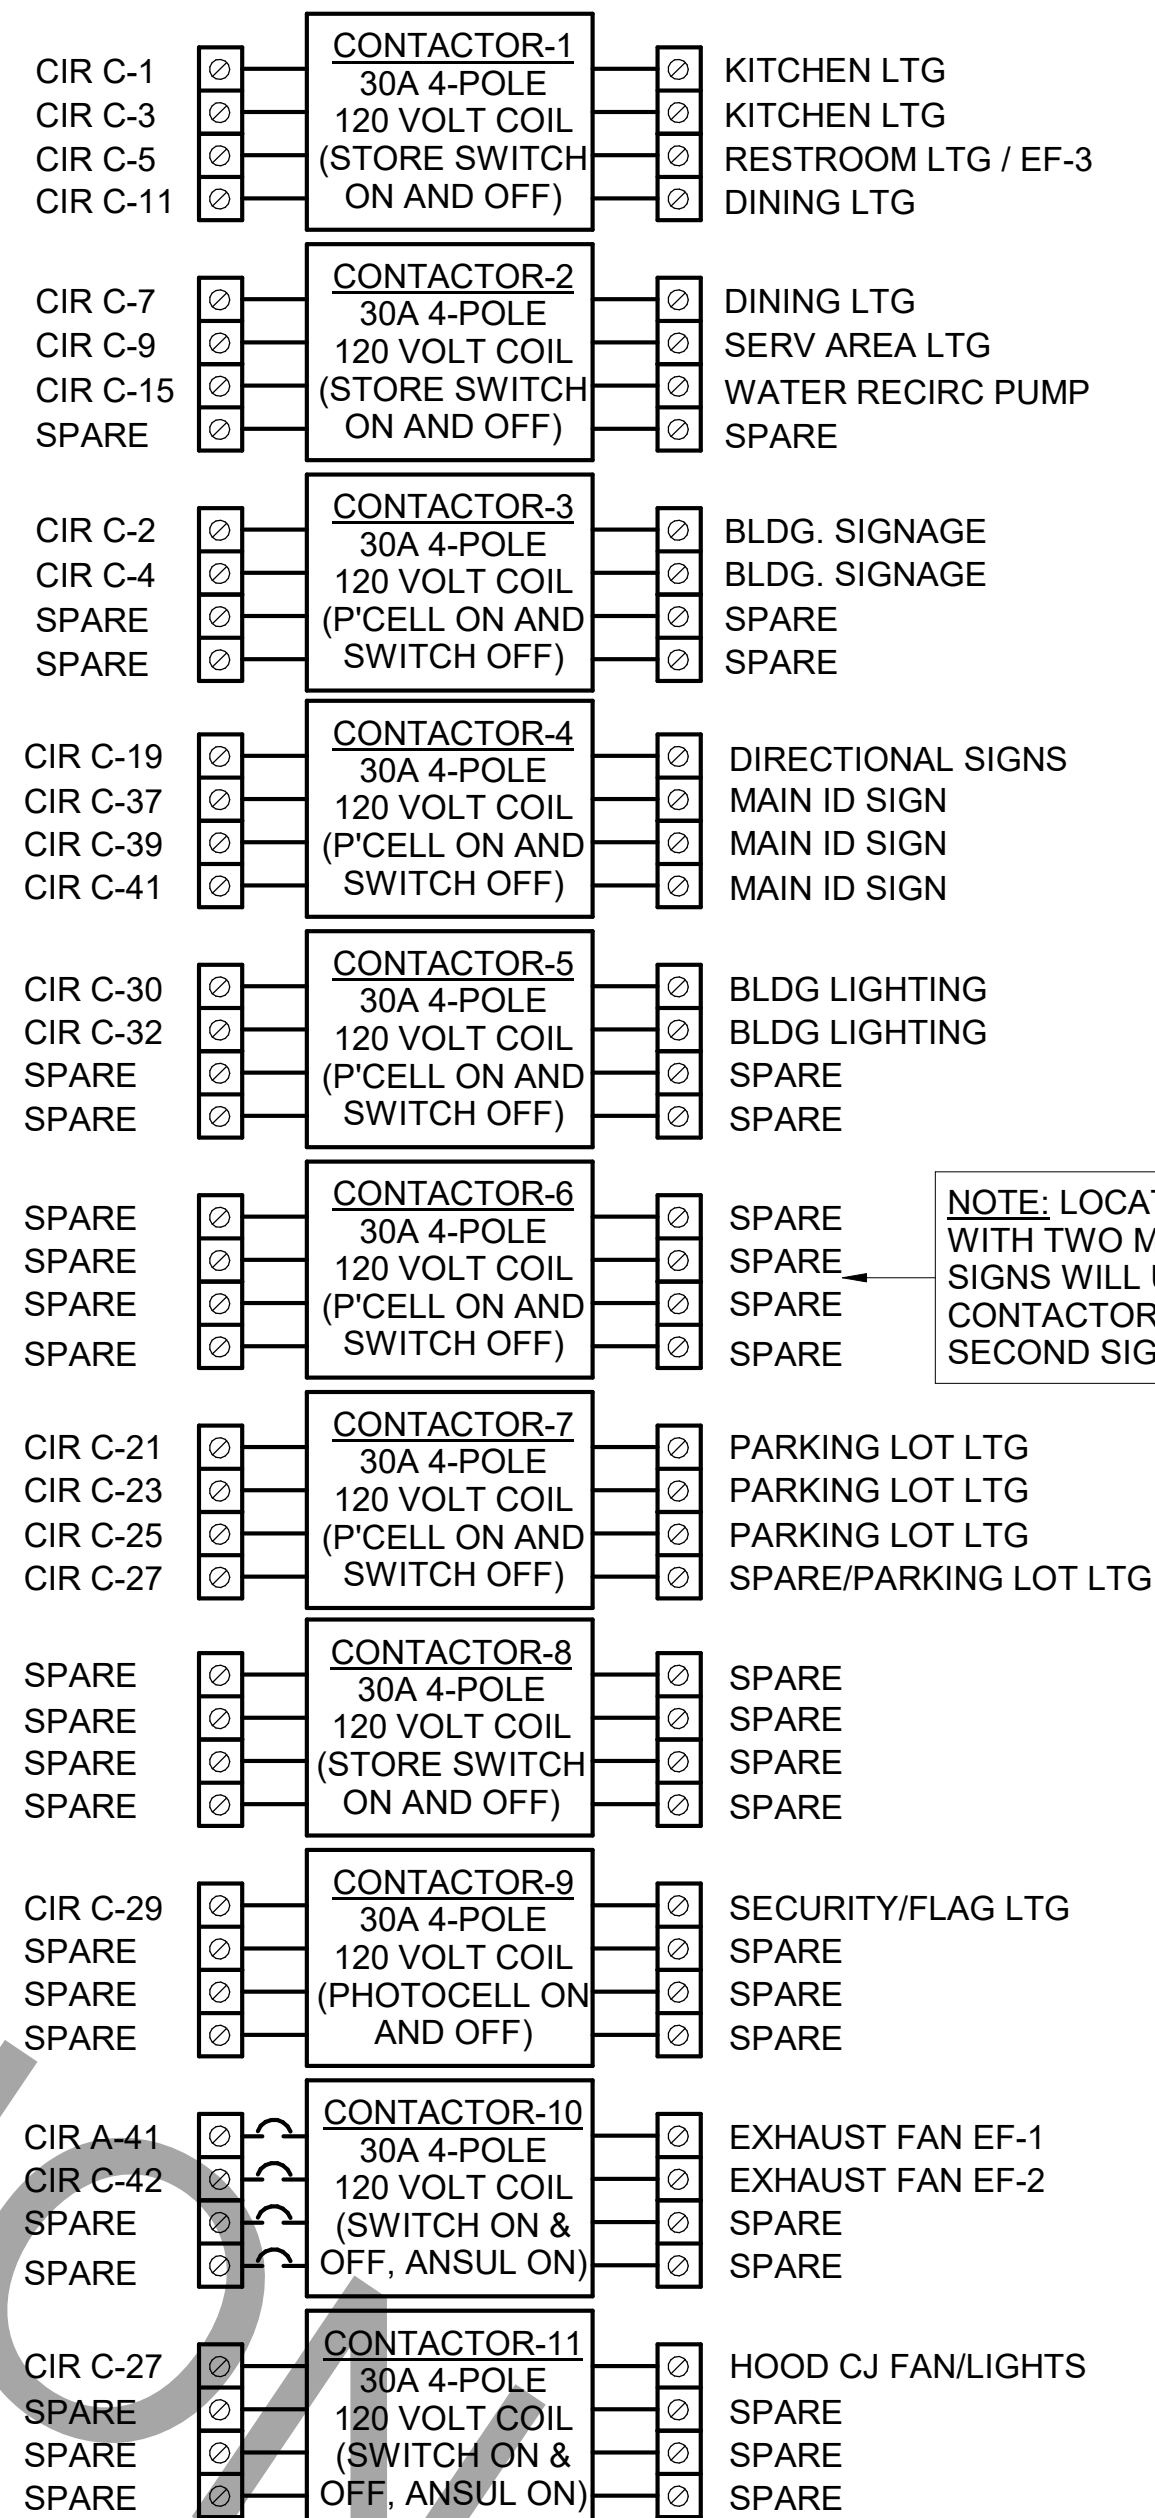 CONTACTOR-1
30A 4-POLE
120 VOLT COIL
(STORE SWITCH
ON AND OFF)
CIR C-1 KITCHEN LTG
CIR C-3 KITCHEN LTG
CIR C-5 RESTROOM LTG / EF-3
CIR C-11 DINING LTG
CONTACTOR-2
30A 4-POLE
120 VOLT COIL
(STORE SWITCH
ON AND OFF)
CIR C-7 DINING LTG
CIR C-9 SERV AREA LTG
CIR C-15 WATER RECIRC PUMP
SPARE SPARE
CONTACTOR-3
30A 4-POLE
120 VOLT COIL
(P'CELL ON AND
SWITCH OFF)
CIR C-2 BLDG. SIGNAGE
CIR C-4 BLDG. SIGNAGE
SPARE SPARE
SPARE SPARE
CONTACTOR-4
30A 4-POLE
120 VOLT COIL
(P'CELL ON AND
SWITCH OFF)
CIR C-19 DIRECTIONAL SIGNS
CIR C-37 MAIN ID SIGN
CIR C-39 MAIN ID SIGN
CIR C-41 MAIN ID SIGN
CONTACTOR-5
30A 4-POLE
120 VOLT COIL
(P'CELL ON AND
SWITCH OFF)
CIR C-30 BLDG LIGHTING
CIR C-32 BLDG LIGHTING
SPARE SPARE
SPARE SPARE
CONTACTOR-6
30A 4-POLE
120 VOLT COIL
(P'CELL ON AND
SWITCH OFF)
SPARE SPARE
SPARE SPARE
SPARE SPARE
SPARE SPARE
NOTE:
WITH TWO
SIGNS WILL
SECOND
CONTACTOR-7
30A 4-POLE
120 VOLT COIL
(P'CELL ON AND
SWITCH OFF)
CIR C-21 PARKING LOT LTG
CIR C-23 PARKING LOT LTG
CIR C-25 PARKING LOT LTG
CIR C-27 SPARE/PARKING LOT LTG
CONTACTOR-8
30A 4-POLE
120 VOLT COIL
(STORE SWITCH
ON AND OFF)
SPARE SPARE
SPARE SPARE
SPARE SPARE
SPARE SPARE
CONTACTOR-9
30A 4-POLE
120 VOLT COIL
(PHOTOCELL ON
AND OFF)
CIR C-29 SECURITY/FLAG LTG
SPARE SPARE
SPARE SPARE
SPARE SPARE
CONTACTOR-10
30A 4-POLE
120 VOLT COIL
(SWITCH ON &
OFF, ANSUL ON)
CIR A-41 EXHAUST FAN EF-1
CIR C-42 EXHAUST FAN EF-2
SPARE SPARE
SPARE SPARE
CONTACTOR-11
30A 4-POLE
120 VOLT COIL
(SWITCH ON &
OFF, ANSUL ON)
CIR C-27 HOOD CJ FAN/LIGHTS
SPARE SPARE
SPARE SPARE
SPARE SPARE